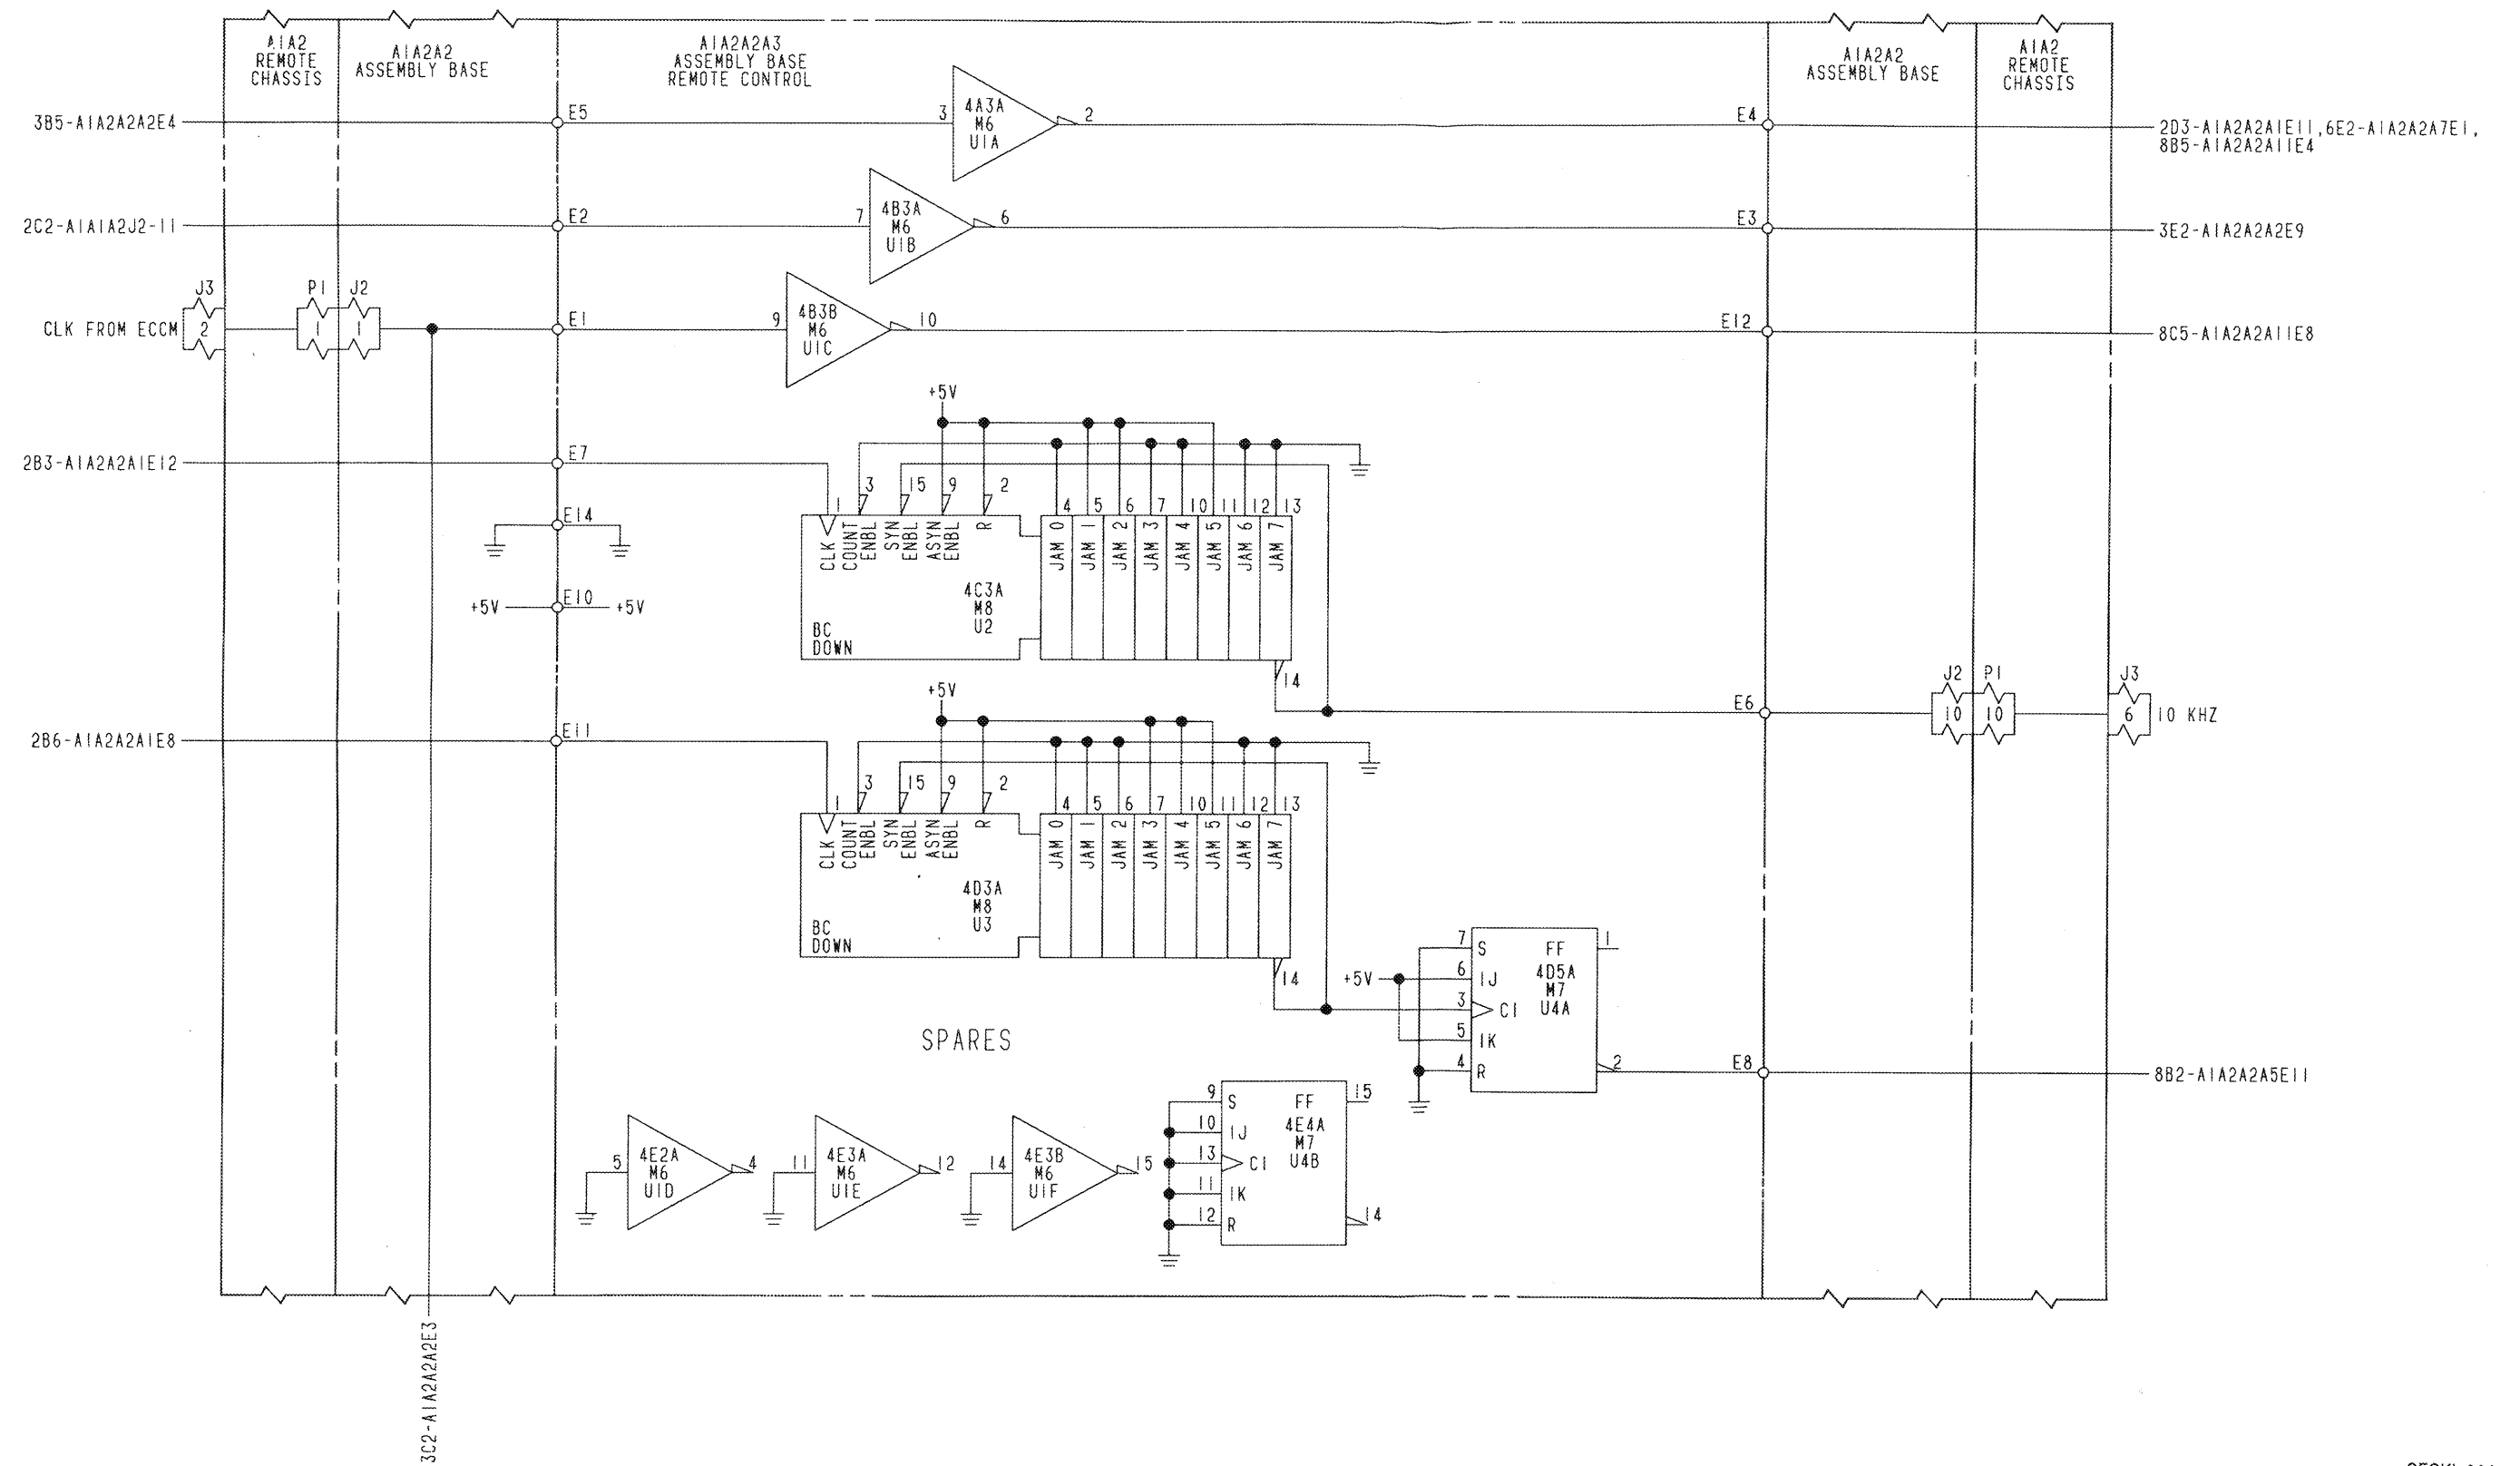 A1A2
REMOTE
CHASSIS
A1A2A2
ASSEMBLY BASE
A1A2A2A3
ASSEMBLY BASE
REMOTE CONTROL
A1A2A2
ASSEMBLY BASE
A1A2
REMOTE
CHASSIS
3B5-A1A2A2A2E4
E5
3
4A3A
M6
U1A
2
E4
2D3-A1A2A2A1E11,6E2-A1A2A2A7E1,
8B5-A1A2A2A11E4
2C2-A1A1A2J2-11
E2
7
4B3A
M6
U1B
6
E3
3E2-A1A2A2A2E9
J3
P1
J2
CLK FROM ECCM
2
1
1
E1
9
4B3B
M6
U1C
10
E12
8C5-A1A2A2A11E8
+5V
2B3-A1A2A2A1E12
E7
1
3
15
9
2
4
5
6
7
10
11
12
13
CLK
COUNT
ENBL
SYN
ENBL
ASYN
ENBL
R
JAM 0
JAM 1
JAM 2
JAM 3
JAM 4
JAM 5
JAM 6
JAM 7
4C3A
M8
U2
BC
DOWN
14
E14
+5V
E10
+5V
E6
J2
P1
J3
10
10
6
10 KHZ
+5V
2B6-A1A2A2A1E8
E11
1
3
15
9
2
4
5
6
7
10
11
12
13
CLK
COUNT
ENBL
SYN
ENBL
ASYN
ENBL
R
JAM 0
JAM 1
JAM 2
JAM 3
JAM 4
JAM 5
JAM 6
JAM 7
4D3A
M8
U3
BC
DOWN
14
+5V
7
6
3
5
4
S
1J
C1
1K
R
FF
4D5A
M7
U4A
1
2
E8
8B2-A1A2A2A5E11
SPARES
5
4E2A
M6
U1D
4
11
4E3A
M6
U1E
12
14
4E3B
M6
U1F
15
9
10
13
11
12
S
1J
C1
1K
R
FF
4E4A
M7
U4B
15
14
3C2-A1A2A2A2E3